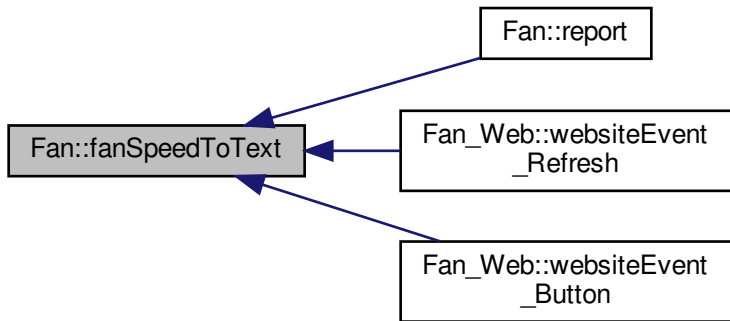 Fan::report
Fan::fanSpeedToText
Fan_Web::websiteEvent
_Refresh
Fan_Web::websiteEvent
_Button